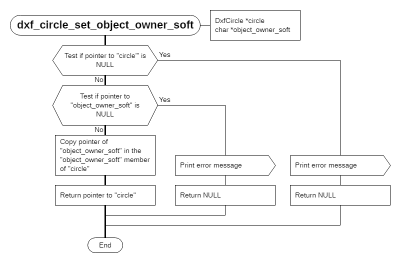 dxf_circle_set_object_owner_soft
DxfCircle *circle
char *object_owner_soft
Test if pointer to "circle'" is
NULL
Yes
No
Test if pointer to
"object_owner_soft" is
NULL
Yes
No
Copy pointer of
"object_owner_soft" in the
"object_owner_soft" member
of "circle"
Print error message
Print error message
Return pointer to "circle"
Return NULL
Return NULL
End